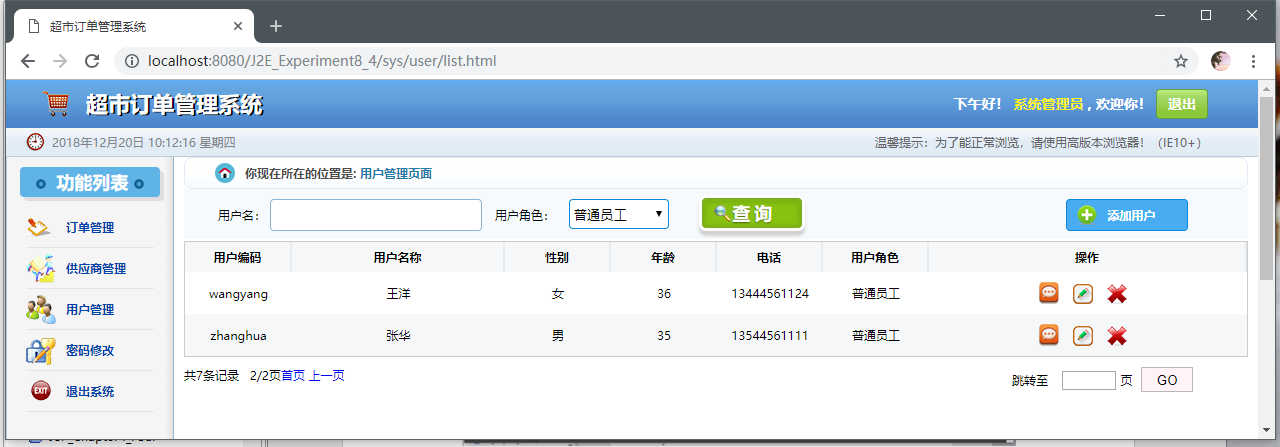 超市订单管理系统
localhost:8080/J2E_Experiment8_4/sys/user/list.html
超市订单管理系统
下午好! 系统管理员 , 欢迎你! 退出
2018年12月20日 10:12:16 星期四
温馨提示：为了能正常浏览，请使用高版本浏览器！（IE10+）
功能列表
订单管理
供应商管理
用户管理
密码修改
EXIT 退出系统
你现在所在的位置是: 用户管理页面
用户名： 用户角色： 普通员工 查 询 添加用户
用户编码 用户名称 性别 年龄 电话 用户角色 操作
wangyang 王洋 女 36 13444561124 普通员工
zhanghua 张华 男 35 13544561111 普通员工
共7条记录 2/2页首页 上一页
跳转至 页 GO